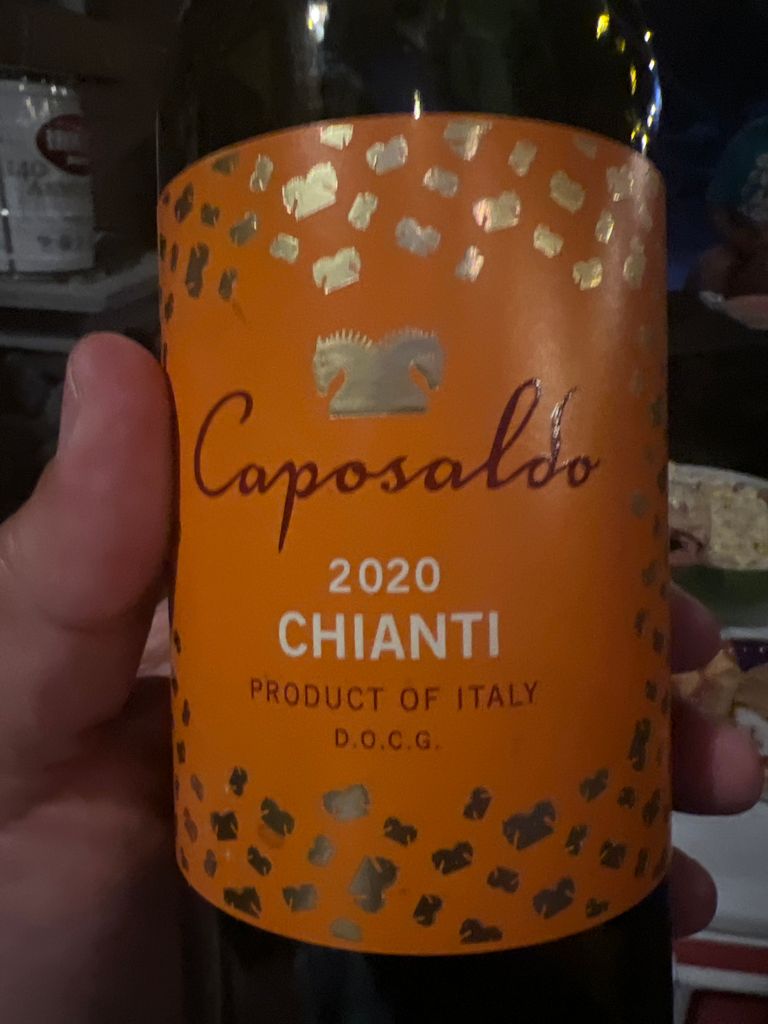 Caposaldo
2020
CHIANTI
PRODUCT OF ITALY
D.O.C.G.